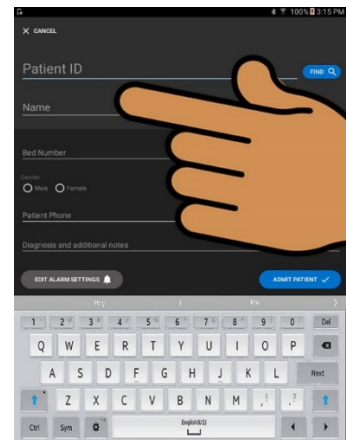 100% 3:15 PM
X CANCEL
Patient ID
FIND
Name
Bed Number
Gender
Male Female
Patient Phone
Diagnosis and additional notes
EDIT ALARM SETTINGS
ADMIT PATIENT
Hey I I'm
1 2 3 4 5 6 7 8 9 0 Del
Q W E R T Y U I O P
A S D F G H J K L Next
Z X C V B N M , ! . ?
Ctrl Sym English(US)